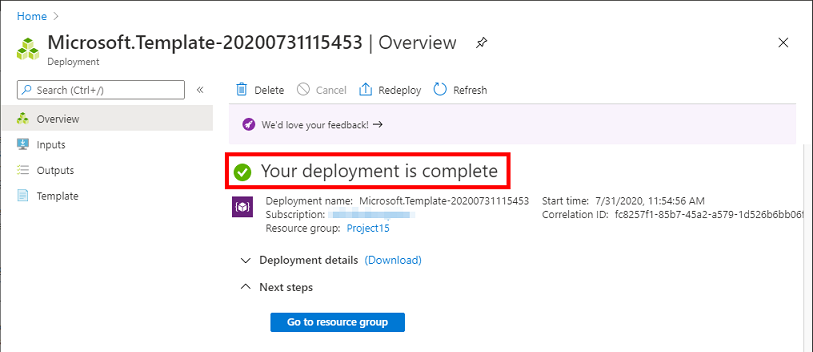 Home >
Microsoft.Template-20200731115453 | Overview
Deployment
Search (Ctrl+/) «
Delete Cancel Redeploy Refresh
Overview
Inputs
Outputs
Template
We'd love your feedback! →
Your deployment is complete
Deployment name: Microsoft.Template-20200731115453 Start time: 7/31/2020, 11:54:56 AM
Subscription: Correlation ID: fc8257f1-85b7-45a2-a579-1d526b6bb06f
Resource group: Project15
Deployment details (Download)
Next steps
Go to resource group